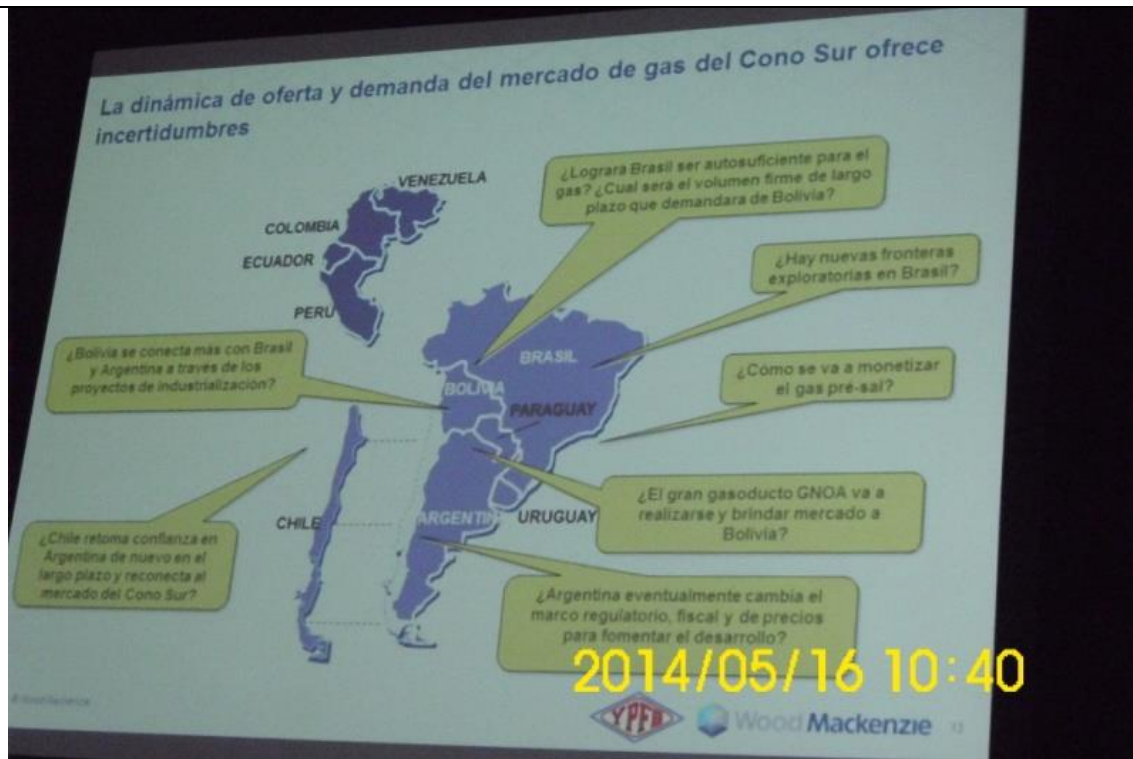 La dinámica de oferta y demanda del mercado de gas del Cono Sur ofrece
incertidumbres
VENEZUELA
COLOMBIA
ECUADOR
PERU
¿Lograra Brasil ser autosuficiente para el
gas? ¿Cual sera el volumen firme de largo
plazo que demandara de Bolivia?
¿Hay nuevas fronteras
exploratorias en Brasil?
¿Bolivia se conecta más con Brasil
y Argentina a través de los
proyectos de industrialización?
BRASIL
BOLIVIA
PARAGUAY
¿Como se va a monetizar
el gas pré-sal?
¿El gran gasoducto GNOA va a
realizarse y brindar mercado a
Bolivia?
CHILE
ARGENTIN
URUGUAY
¿Chile retoma confianza en
Argentina de nuevo en el
largo plazo y reconecta al
mercado del Cono Sur?
¿Argentina eventualmente cambia el
marco regulatorio, fiscal y de precios
para fomentar el desarrollo?
2014/05/16 10:40
© Wood Mackenzie
YPFB
Wood Mackenzie